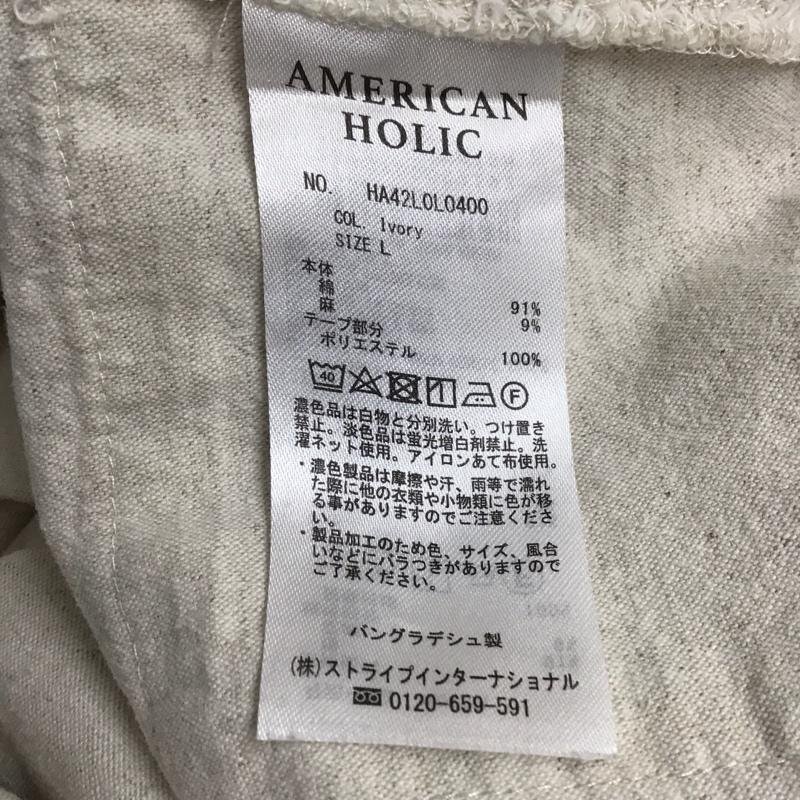 AMERICAN
HOLIC
NO. HA42L0L0400
COL. Ivory
SIZE L
本体
綿 91%
麻 9%
テープ部分
ポリエステル 100%
40 F
濃色品は白物と分別洗い。つけ置き
禁止。淡色品は蛍光増白剤禁止。洗
濯ネット使用。アイロンあて布使用。
・濃色製品は摩擦や汗、雨等で濡れ
た際に他の衣類や小物類に色が移
る事がありますのでご注意くださ
い。
・製品加工のため色、サイズ、風合
いなどにバラつきがありますので
ご了承ください。
バングラデシュ製
(株)ストライプインターナショナル
0120-659-591